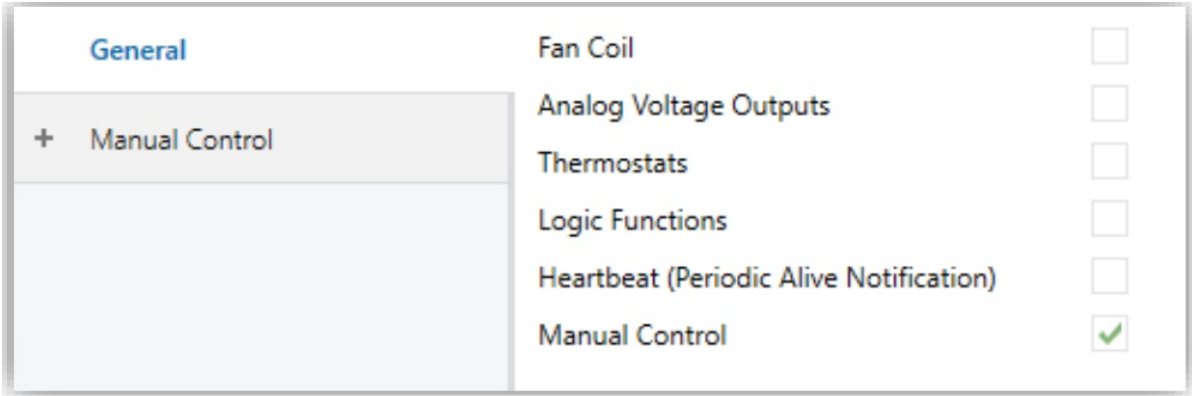 General
+ Manual Control
Fan Coil
Analog Voltage Outputs
Thermostats
Logic Functions
Heartbeat (Periodic Alive Notification)
Manual Control